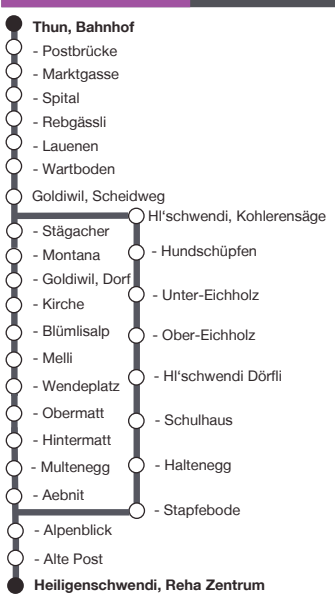 Thun, Bahnhof
- Postbrücke
- Marktgasse
- Spital
- Rebgässli
- Lauenen
- Wartboden
Goldiwil, Scheidweg
- Stägacher
- Montana
- Goldiwil, Dorf
- Kirche
- Blümlisalp
- Melli
- Wendeplatz
- Obermatt
- Hintermatt
- Multenegg
- Aebnit
Hl‘schwendi, Kohlerensäge
- Hundschüpfen
- Unter-Eichholz
- Ober-Eichholz
- Hl‘schwendi Dörfli
- Schulhaus
- Haltenegg
- Stapfebode
- Alpenblick
- Alte Post
Heiligenschwendi, Reha Zentrum